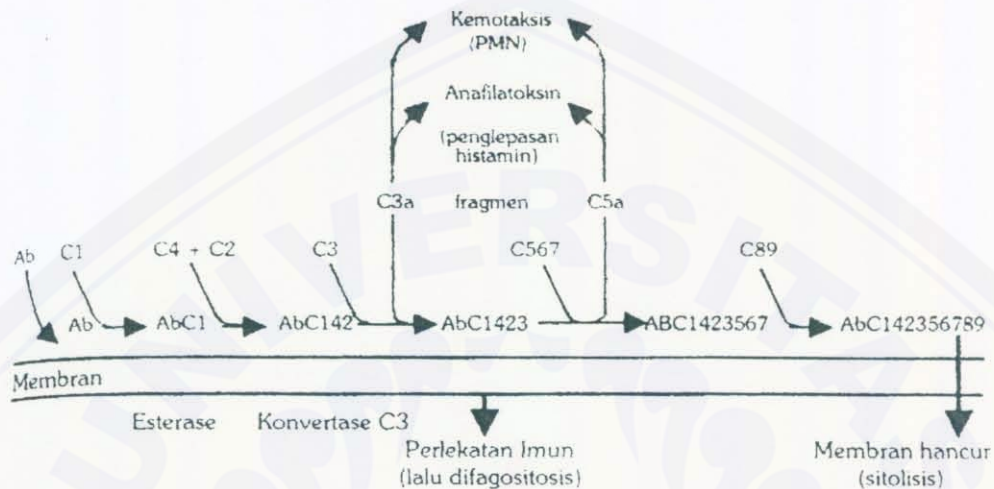 Kemotaksis
(PMN)
Anafilatoksin
(penglepasan
histamin)
C3a fragmen C5a
Ab C1 C4 + C2 C3 C567 C89
Ab AbC1 AbC142 AbC1423 ABC1423567 AbC142356789
Membran
Esterase Konvertase C3
Perlekatan Imun
(lalu difagositosis)
Membran hancur
(sitolisis)
UNIVERSITAS